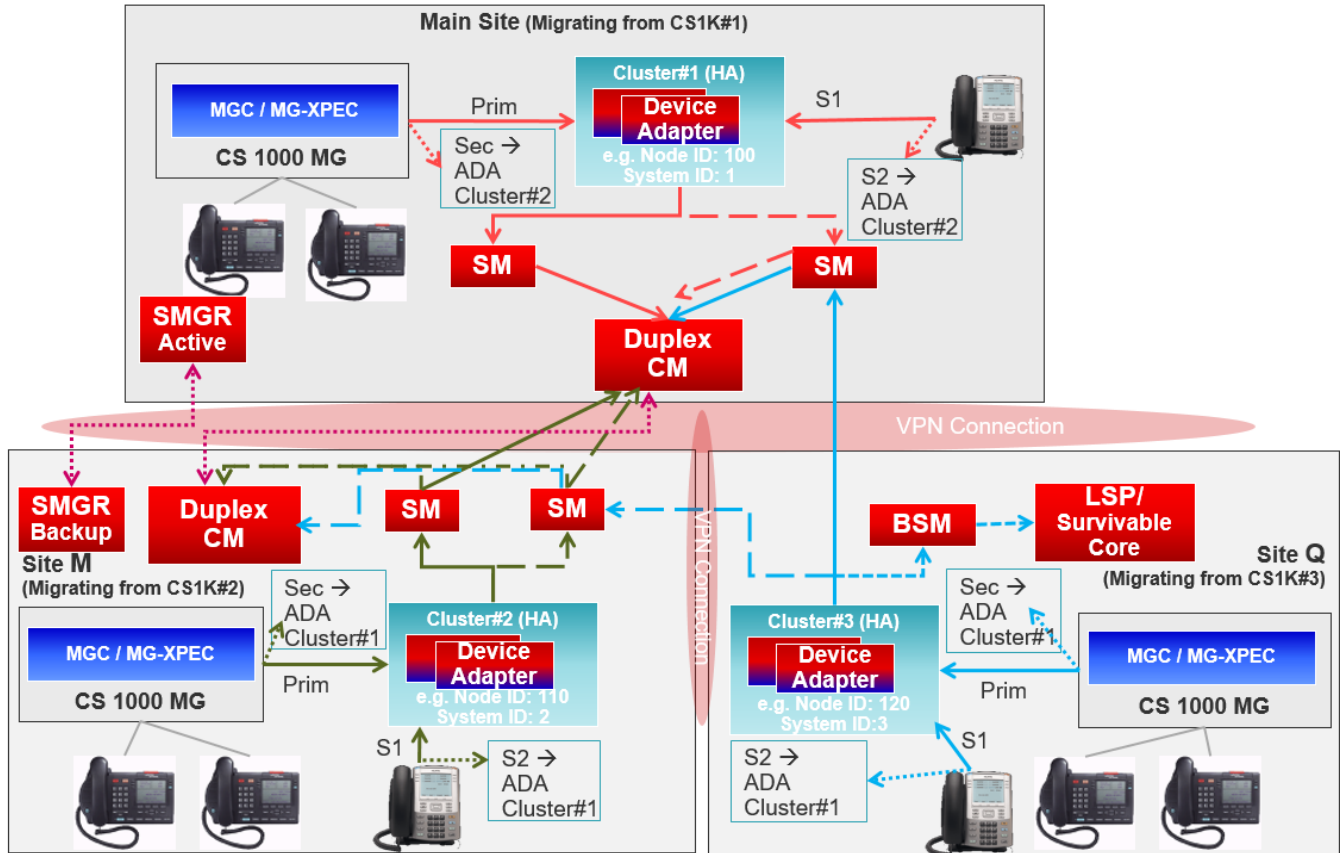 Main Site (Migrating from CS1K#1)
MGC / MG-XPEC
CS 1000 MG
Prim
Sec →
ADA
Cluster#2
Cluster#1 (HA)
Device
Adapter
e.g. Node ID: 100
System ID: 1
S1
S2 →
ADA
Cluster#2
SM
SM
SMGR
Active
Duplex
CM
VPN Connection
VPN Connection
SMGR
Backup
Duplex
CM
SM
SM
Site M
(Migrating from CS1K#2)
Sec →
ADA
Cluster#1
MGC / MG-XPEC
CS 1000 MG
Prim
Cluster#2 (HA)
Device
Adapter
e.g. Node ID: 110
System ID: 2
S1
S2 →
ADA
Cluster#1
BSM
LSP/
Survivable
Core
Site Q
(Migrating from CS1K#3)
Cluster#3 (HA)
Device
Adapter
e.g. Node ID: 120
System ID:3
Sec →
ADA
Cluster#1
Prim
MGC / MG-XPEC
CS 1000 MG
S1
S2 →
ADA
Cluster#1